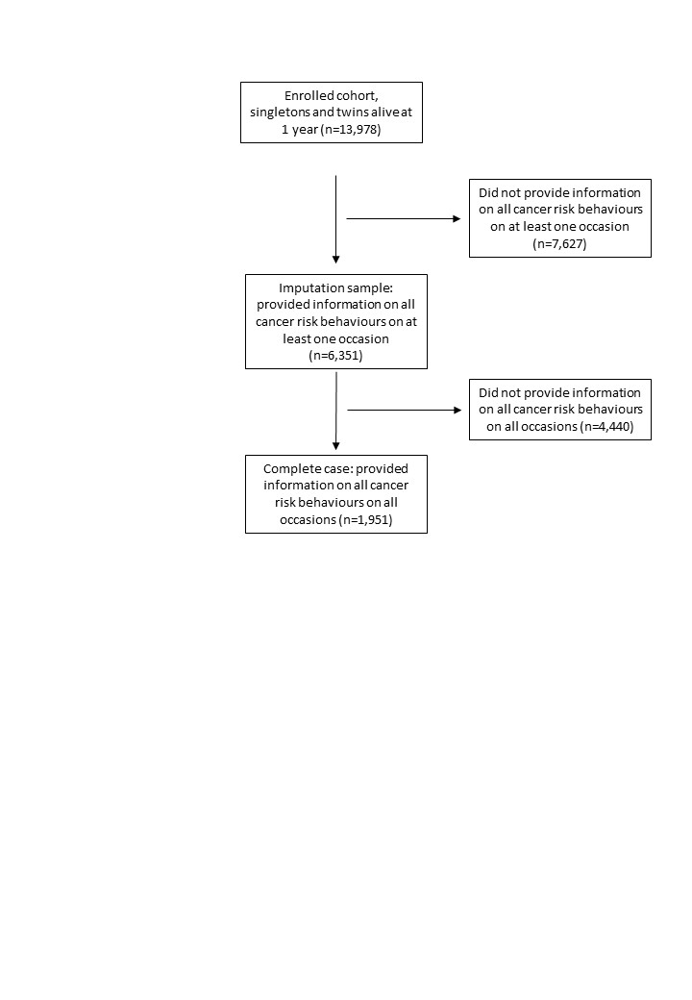 Enrolled cohort,
singletons and twins alive at
1 year (n=13,978)
Did not provide information
on all cancer risk behaviours
on at least one occasion
(n=7,627)
Imputation sample:
provided information on all
cancer risk behaviours on at
least one occasion
(n=6,351)
Did not provide information
on all cancer risk behaviours
on all occasions (n=4,440)
Complete case: provided
information on all cancer
risk behaviours on all
occasions (n=1,951)